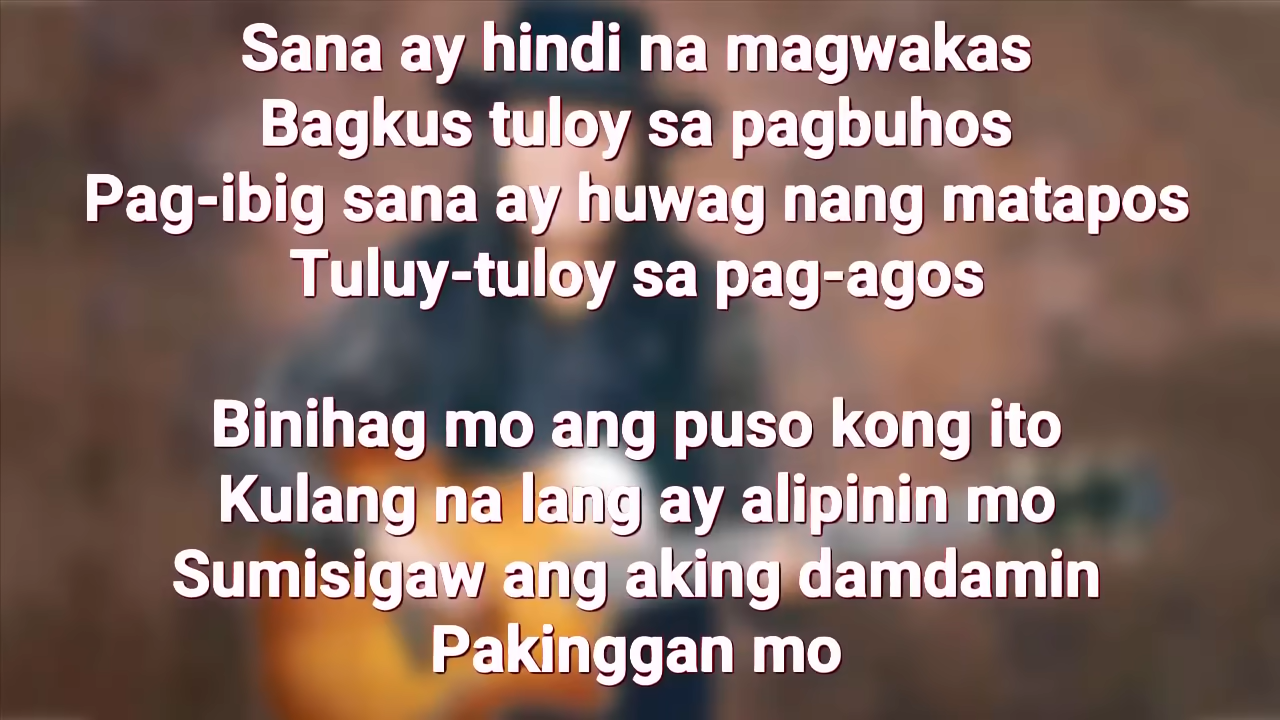 Sana ay hindi na magwakas
Bagkus tuloy sa pagbuhos
Pag-ibig sana ay huwag nang matapos
Tuluy-tuloy sa pag-agos
Binihag mo ang puso kong ito
Kulang na lang ay alipinin mo
Sumisigaw ang aking damdamin
Pakinggan mo